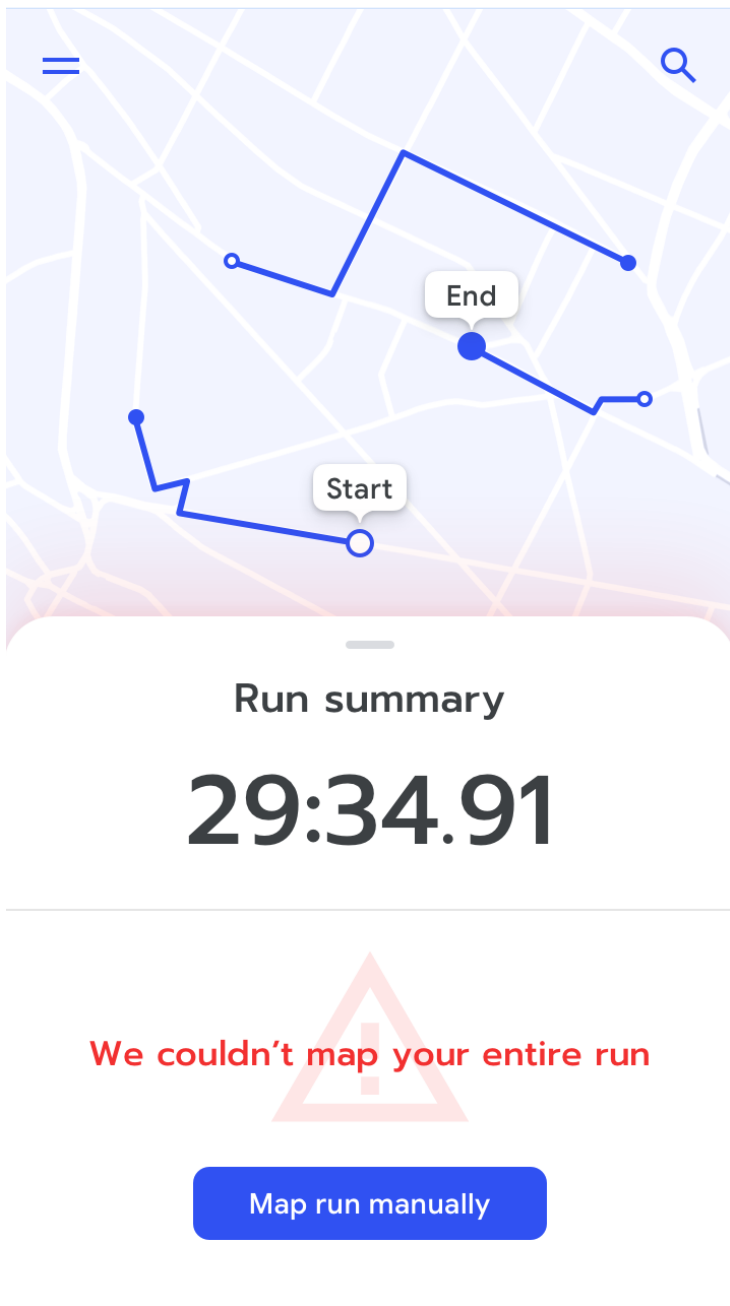 End
Start
Run summary
29:34.91
We couldn’t map your entire run
Map run manually